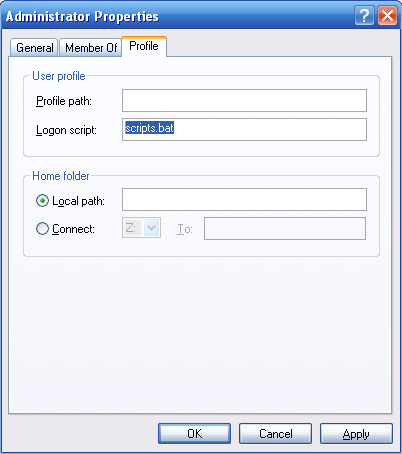 Administrator Properties
General Member Of Profile
User profile
Profile path:
Logon script: scripts.bat
Home folder
Local path:
Connect: Z: To:
OK Cancel Apply